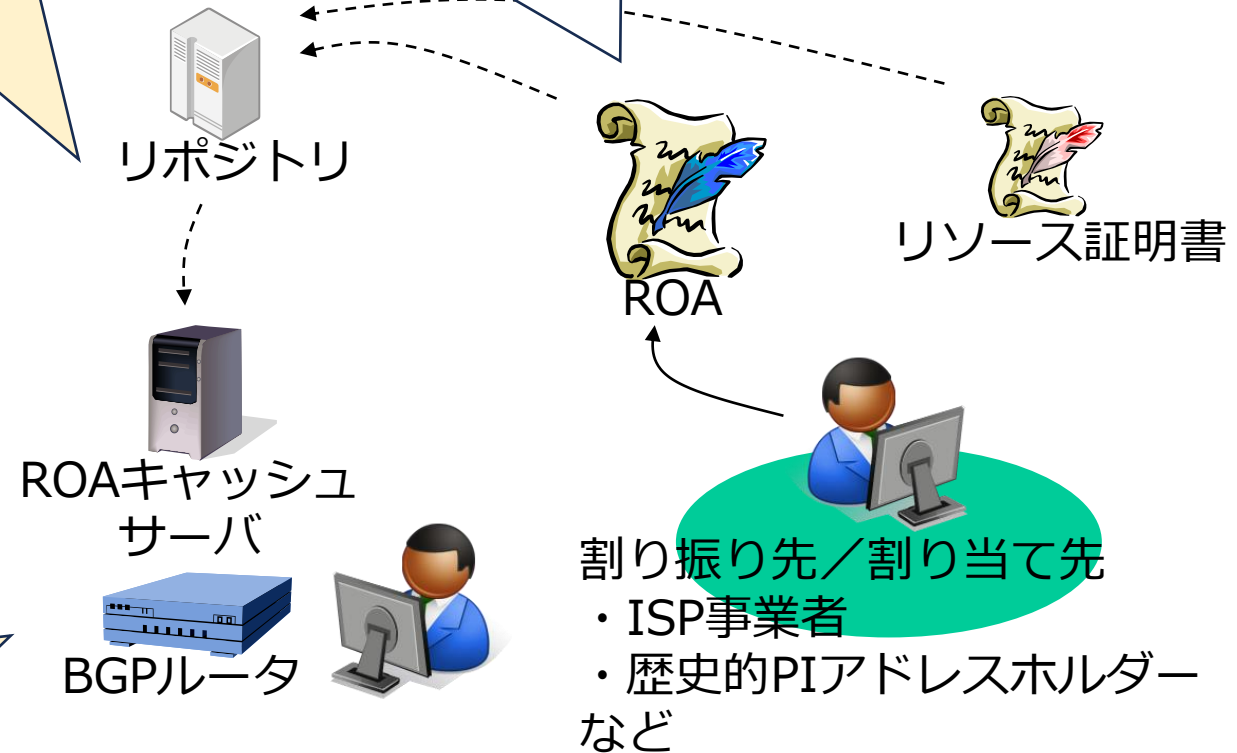 リポジトリ
リソース証明書
ROA
ROAキャッシュ
サーバ
割り振り先／割り当て先
・ISP事業者
・歴史的PIアドレスホルダー
など
BGPルータ